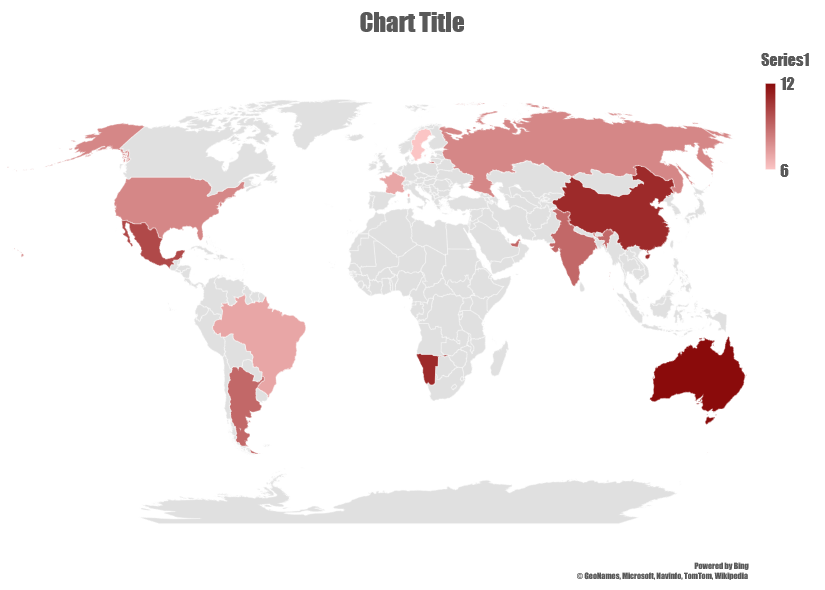 Chart Title
Series1
12
6
Powered by Bing
© GeoNames, Microsoft, Navinfo, TomTom, Wikipedia